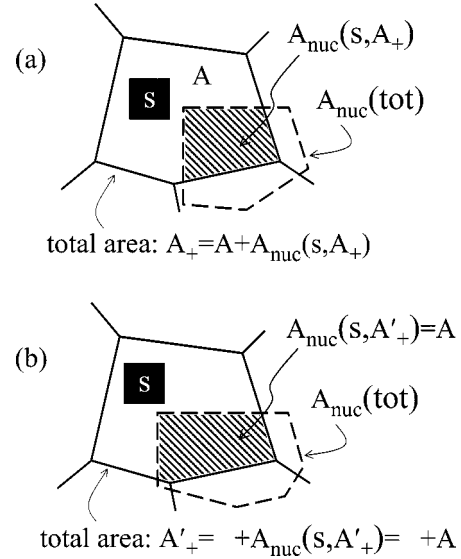 (a)
A_nuc(s,A_+)
A
s
A_nuc(tot)
total area: A_+=A+A_nuc(s,A_+)
(b)
A_nuc(s,A'_+)=A
s
A_nuc(tot)
total area: A'_+= +A_nuc(s,A'_+)= +A